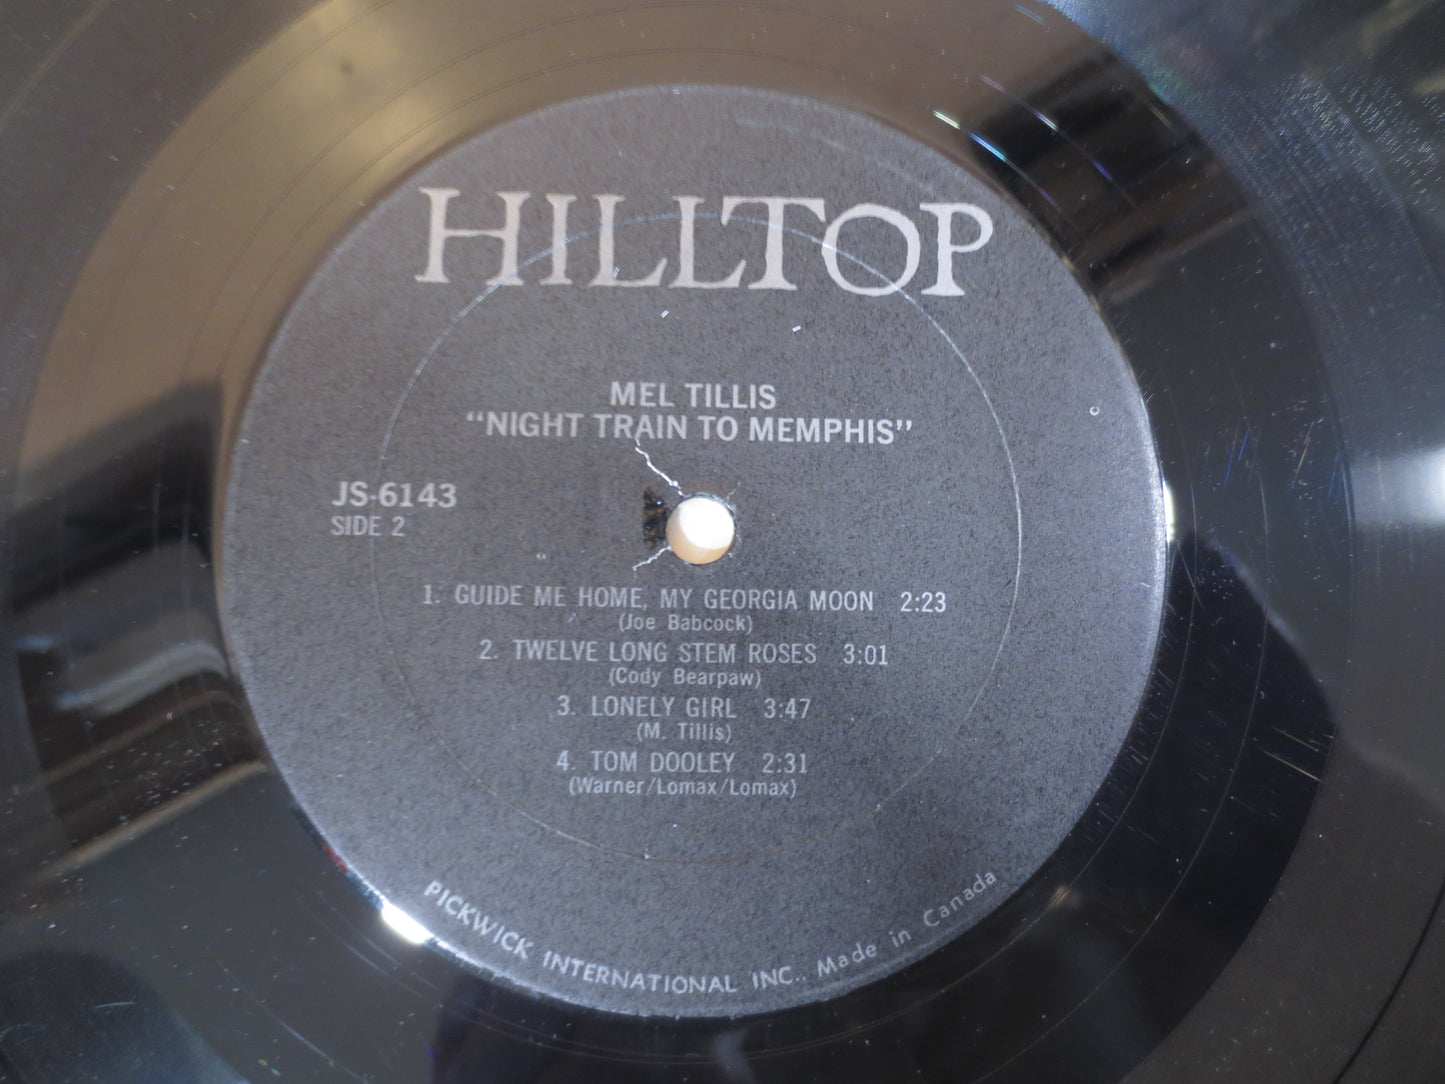 HILLTOP
MEL TILLIS
"NIGHT TRAIN TO MEMPHIS"
JS-6143
SIDE 2
1. GUIDE ME HOME, MY GEORGIA MOON 2:23
(Joe Babcock)
2. TWELVE LONG STEM ROSES 3:01
(Cody Bearpaw)
3. LONELY GIRL 3:47
(M. Tillis)
4. TOM DOOLEY 2:31
(Warner/Lomax/Lomax)
PICKWICK INTERNATIONAL INC.. Made in Canada